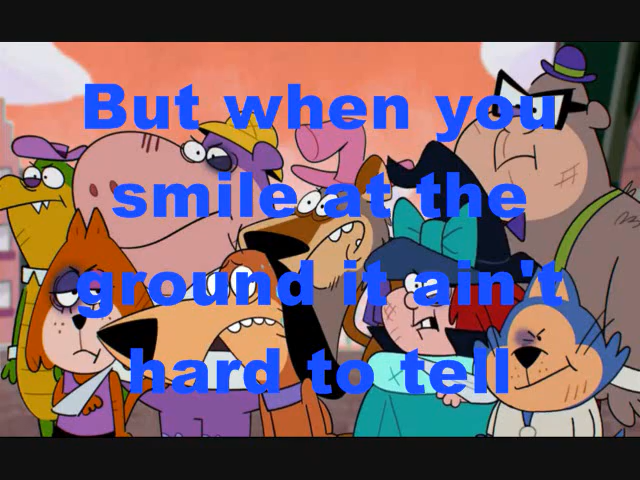 But when you
smile at the
ground it ain't
hard to tell